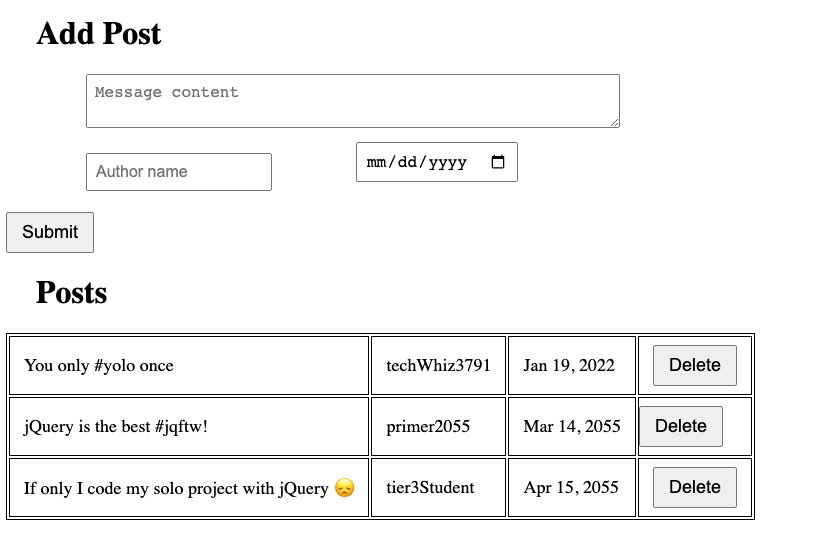 Add Post
Message content
Author name mm/dd/yyyy
Submit
Posts
You only #yolo once techWhiz3791 Jan 19, 2022 Delete
jQuery is the best #jqftw! primer2055 Mar 14, 2055 Delete
If only I code my solo project with jQuery 😞 tier3Student Apr 15, 2055 Delete